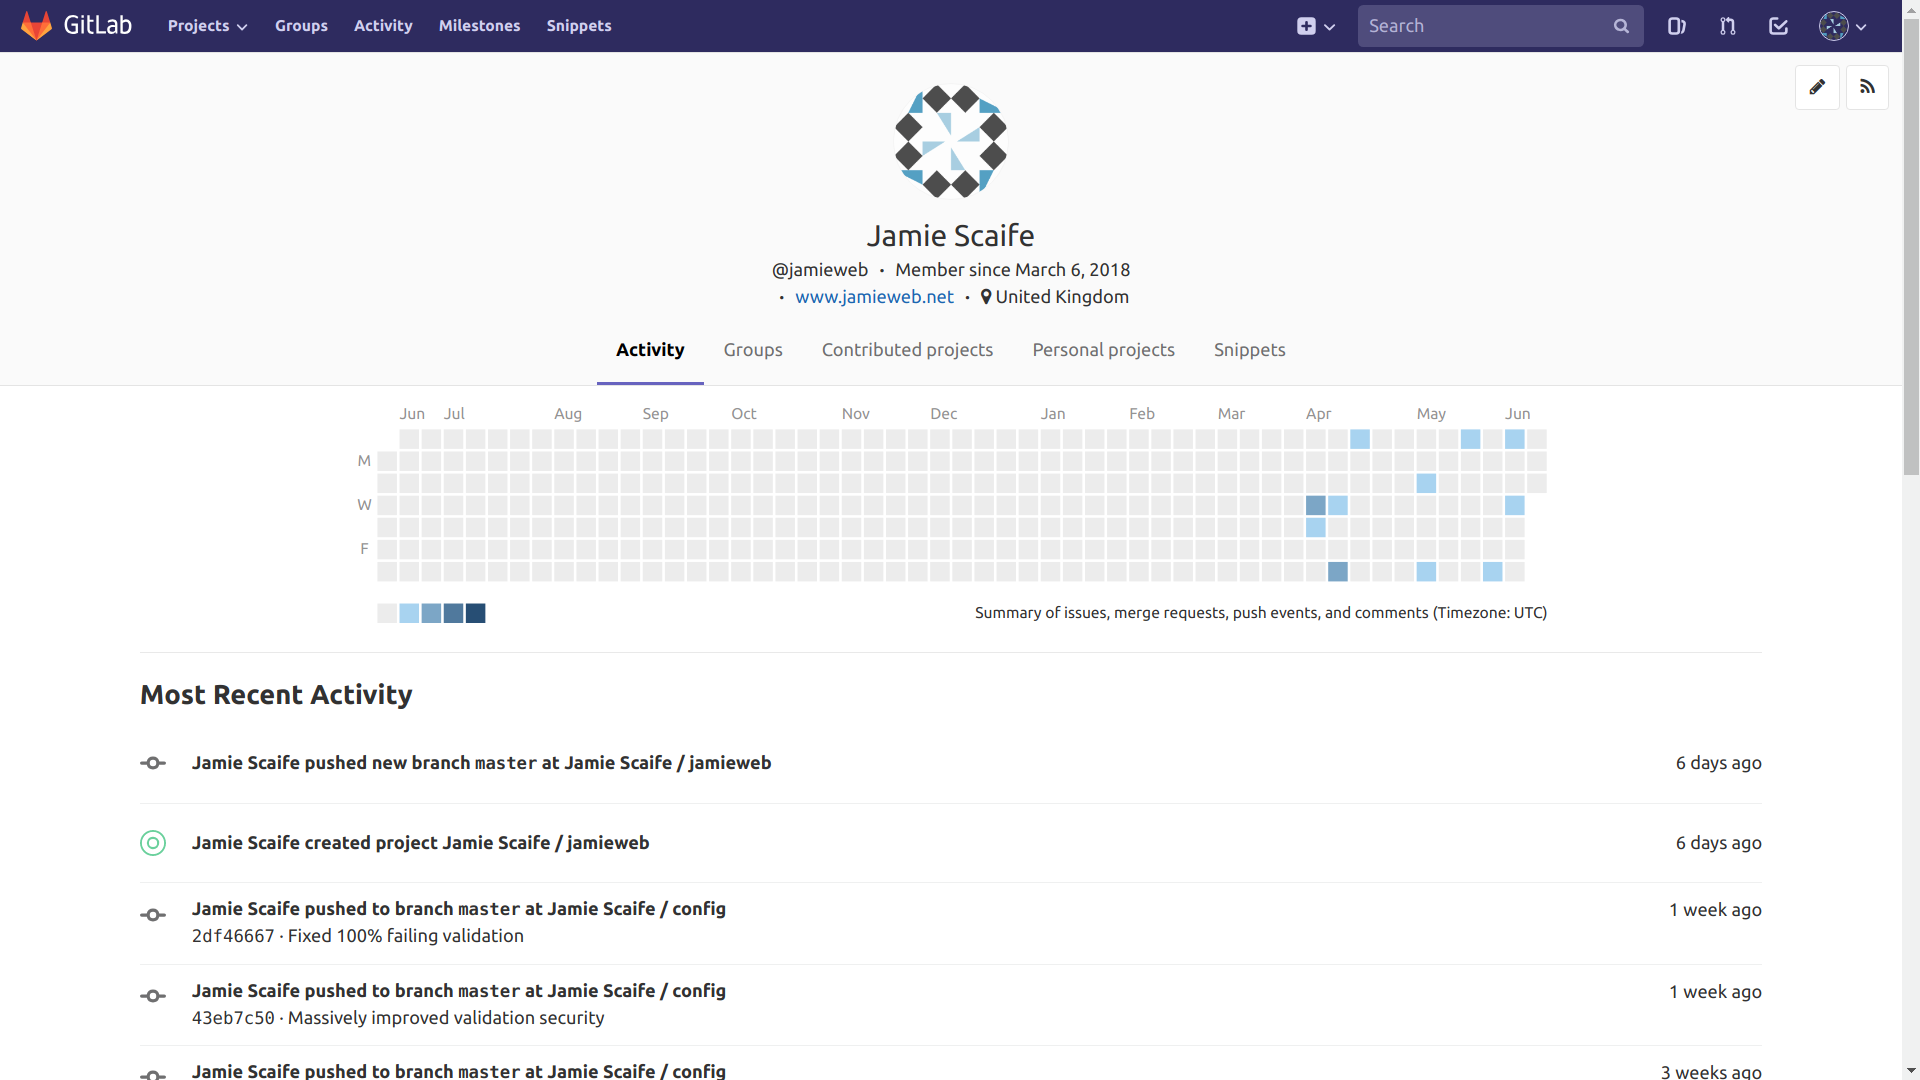 GitLab Projects Groups Activity Milestones Snippets Search
Jamie Scaife
@jamieweb · Member since March 6, 2018
· www.jamieweb.net · United Kingdom
Activity Groups Contributed projects Personal projects Snippets
Jun Jul Aug Sep Oct Nov Dec Jan Feb Mar Apr May Jun
M
W
F
Summary of issues, merge requests, push events, and comments (Timezone: UTC)
Most Recent Activity
Jamie Scaife pushed new branch master at Jamie Scaife / jamieweb 6 days ago
Jamie Scaife created project Jamie Scaife / jamieweb 6 days ago
Jamie Scaife pushed to branch master at Jamie Scaife / config 1 week ago
2df46667 · Fixed 100% failing validation
Jamie Scaife pushed to branch master at Jamie Scaife / config 1 week ago
43eb7c50 · Massively improved validation security
Jamie Scaife pushed to branch master at Jamie Scaife / config 3 weeks ago